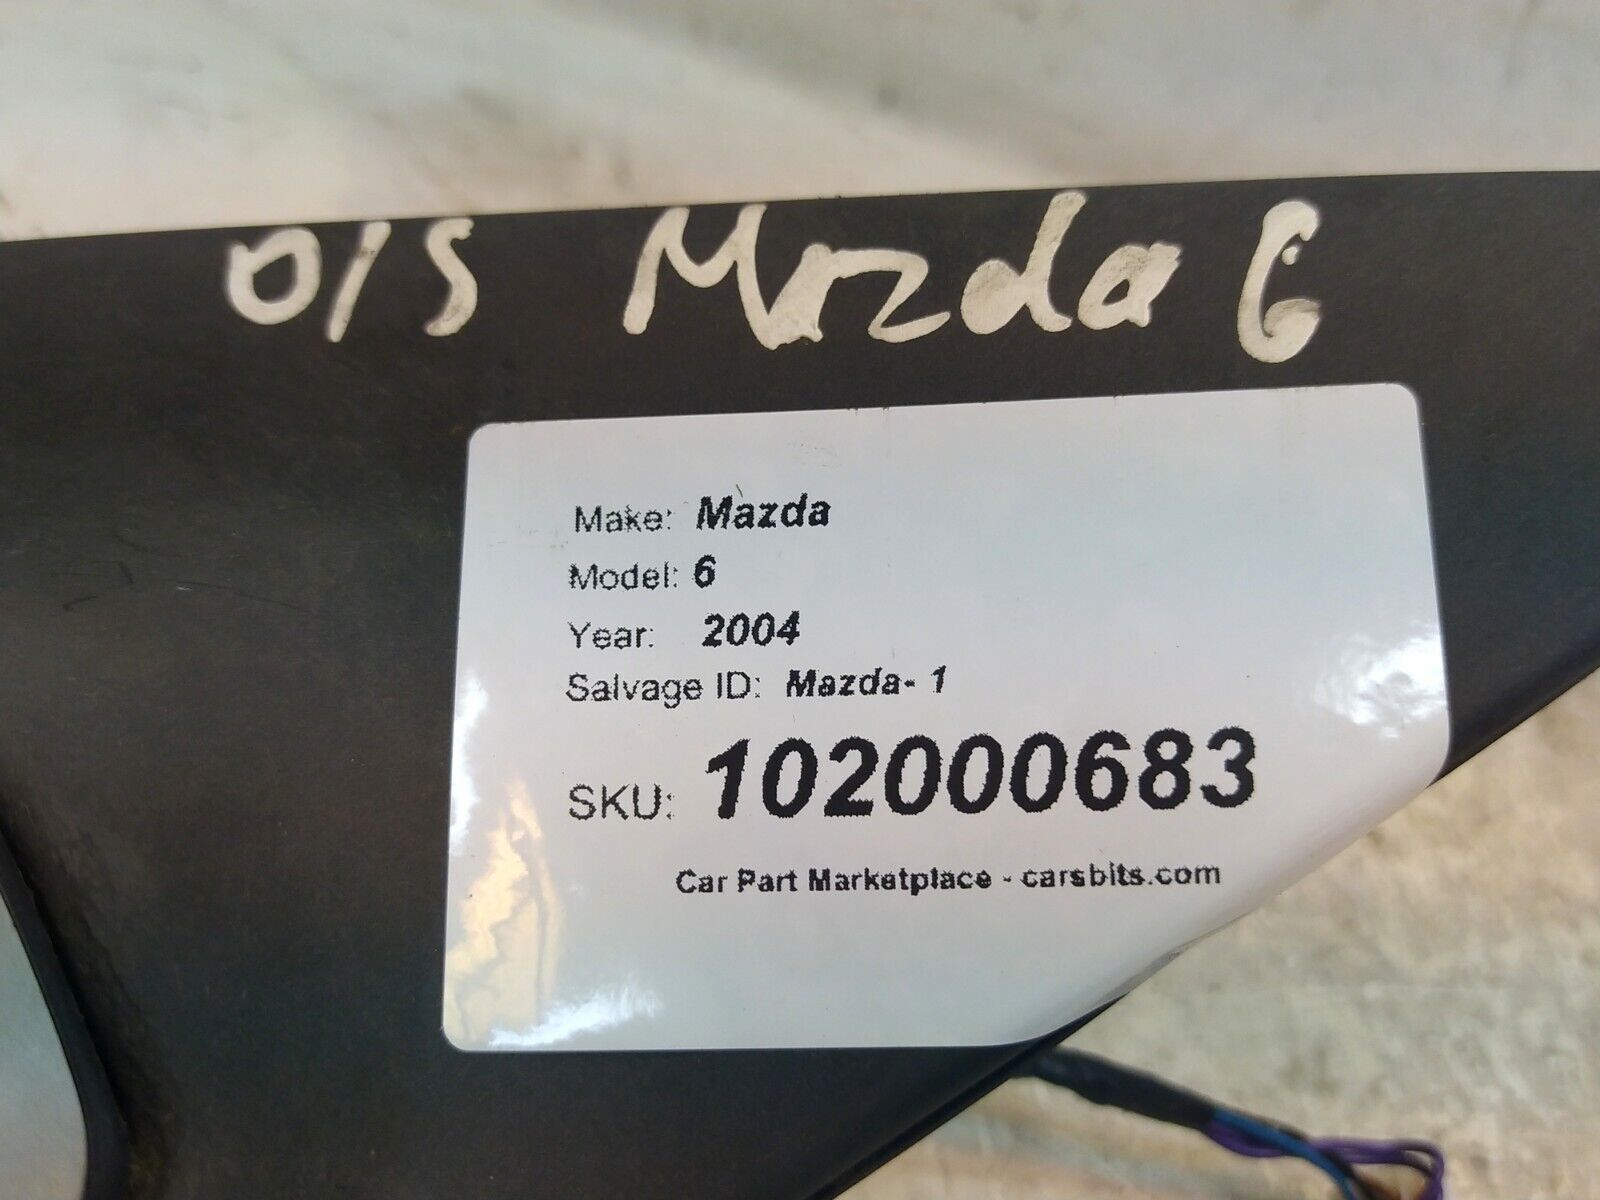 O/S Mazda 6
Make: Mazda
Model: 6
Year: 2004
Salvage ID: Mazda- 1
SKU: 102000683
Car Part Marketplace - carsbits.com